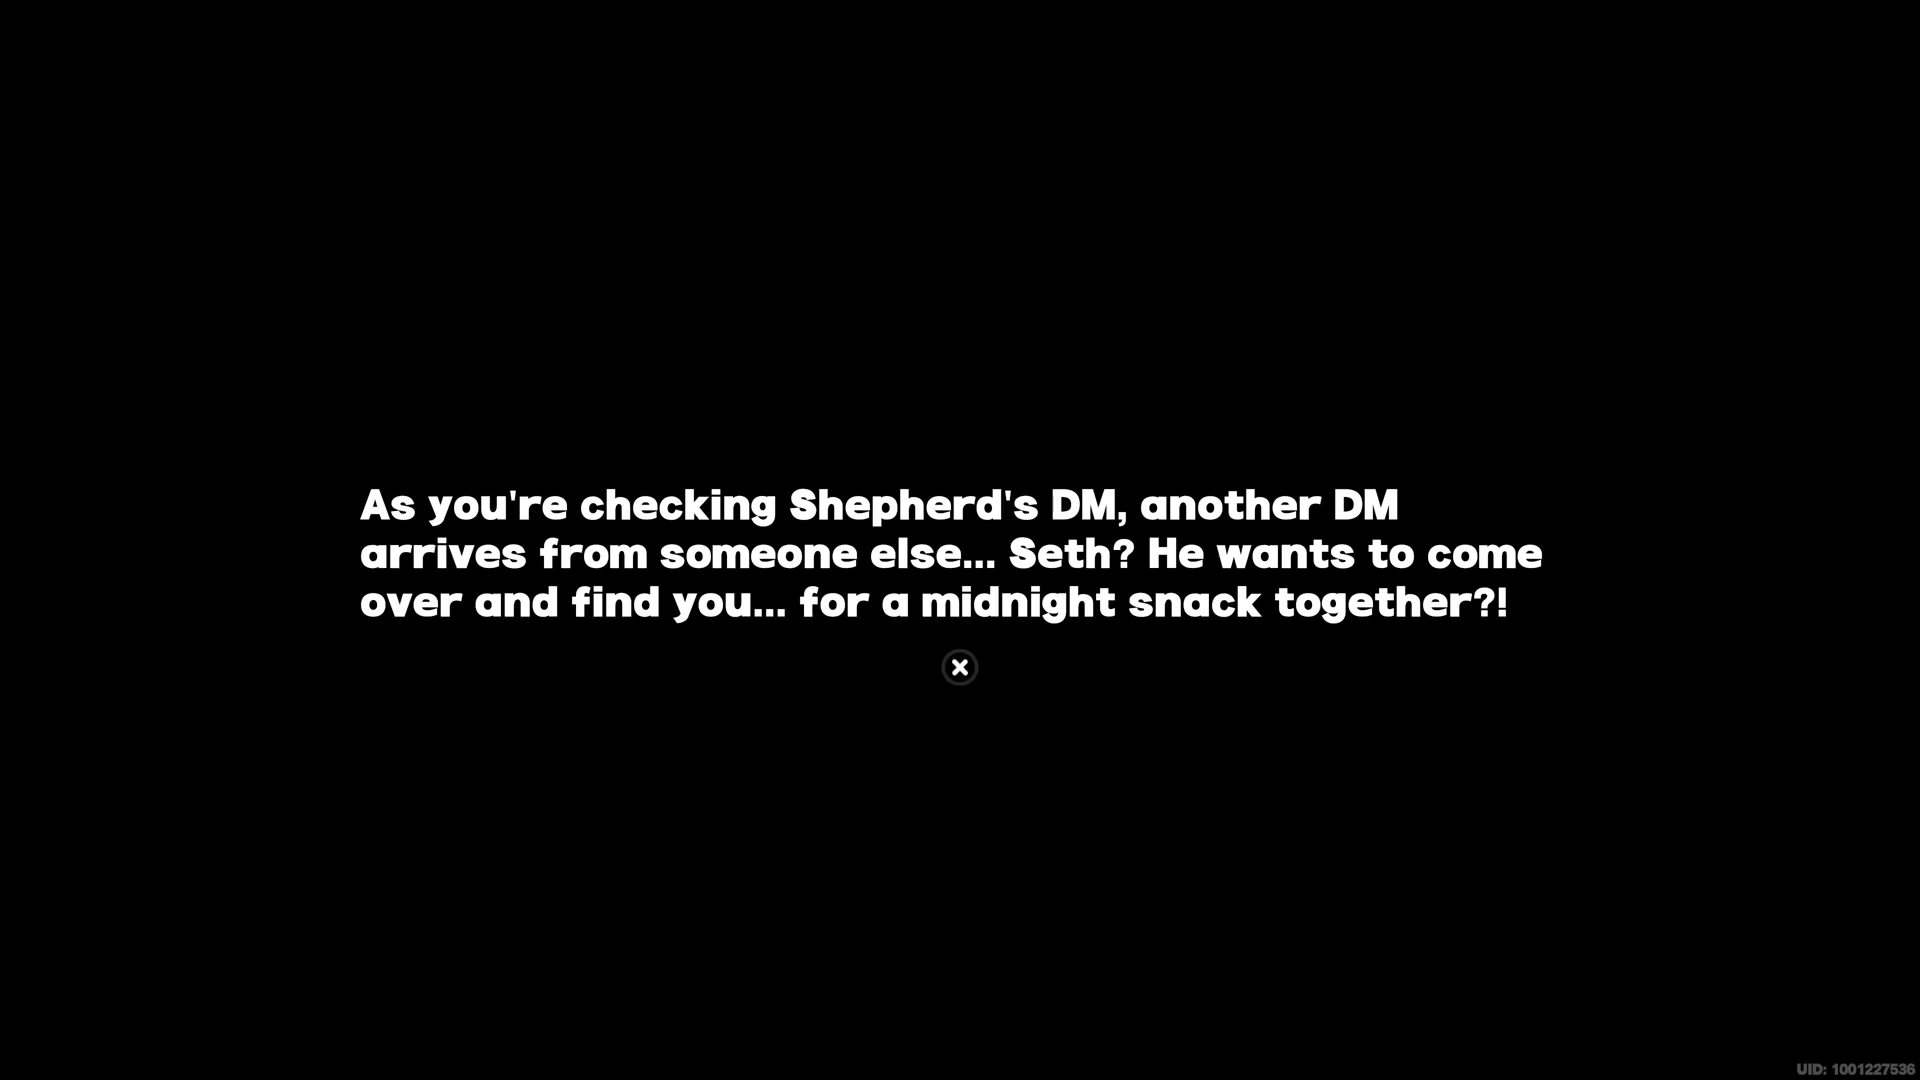 As you're checking Shepherd's DM, another DM
arrives from someone else... Seth? He wants to come
over and find you... for a midnight snack together?!
UID: 1001227536